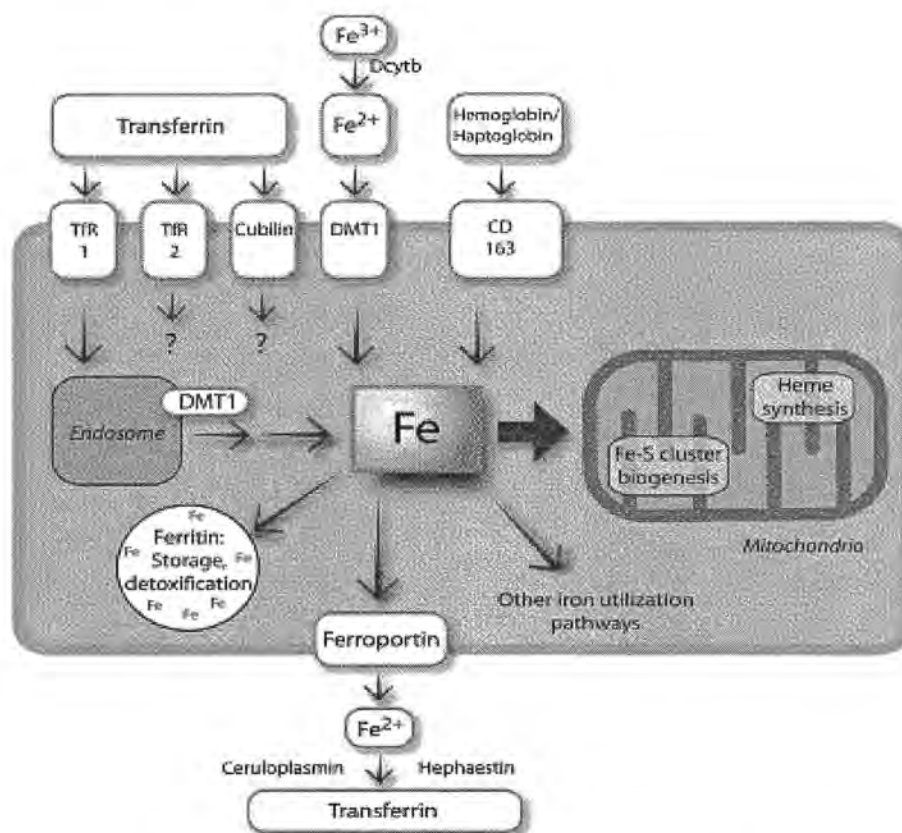 Fe3+
Dcytb
Transferrin
Fe2+
Hemoglobin/
Haptoglobin
TfR
1
TfR
2
Cubilin
DMT1
CD
163
?
?
Endosome
DMT1
Fe
Heme
synthesis
Fe-S cluster
biogenesis
Mitochondria
Fe
Ferritin:
Fe Storage, Fe
detoxification
Fe Fe Fe
Other iron utilization
pathways
Ferroportin
Fe2+
Ceruloplasmin
Hephaestin
Transferrin